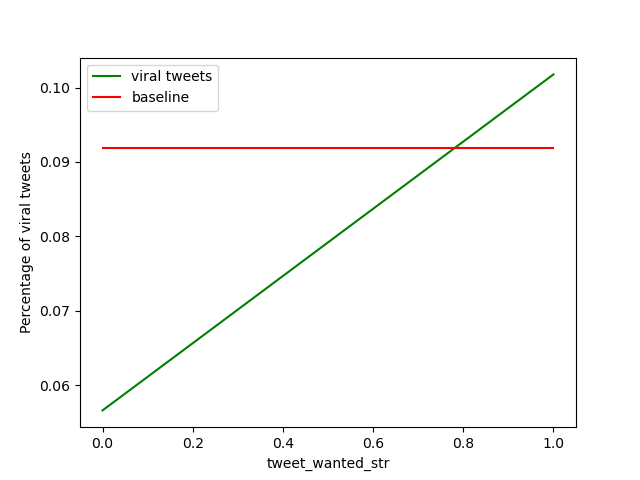 viral tweets
baseline
0.10
0.09
0.08
0.07
0.06
Percentage of viral tweets
0.0 0.2 0.4 0.6 0.8 1.0
tweet_wanted_str